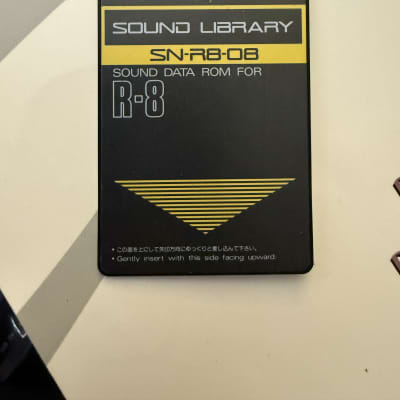 SOUND LIBRARY
SN-R8-08
SOUND DATA ROM FOR
R-8
・この面を上にして矢印方向にゆっくりと差し込んで下さい。
・Gently insert with this side facing upward.